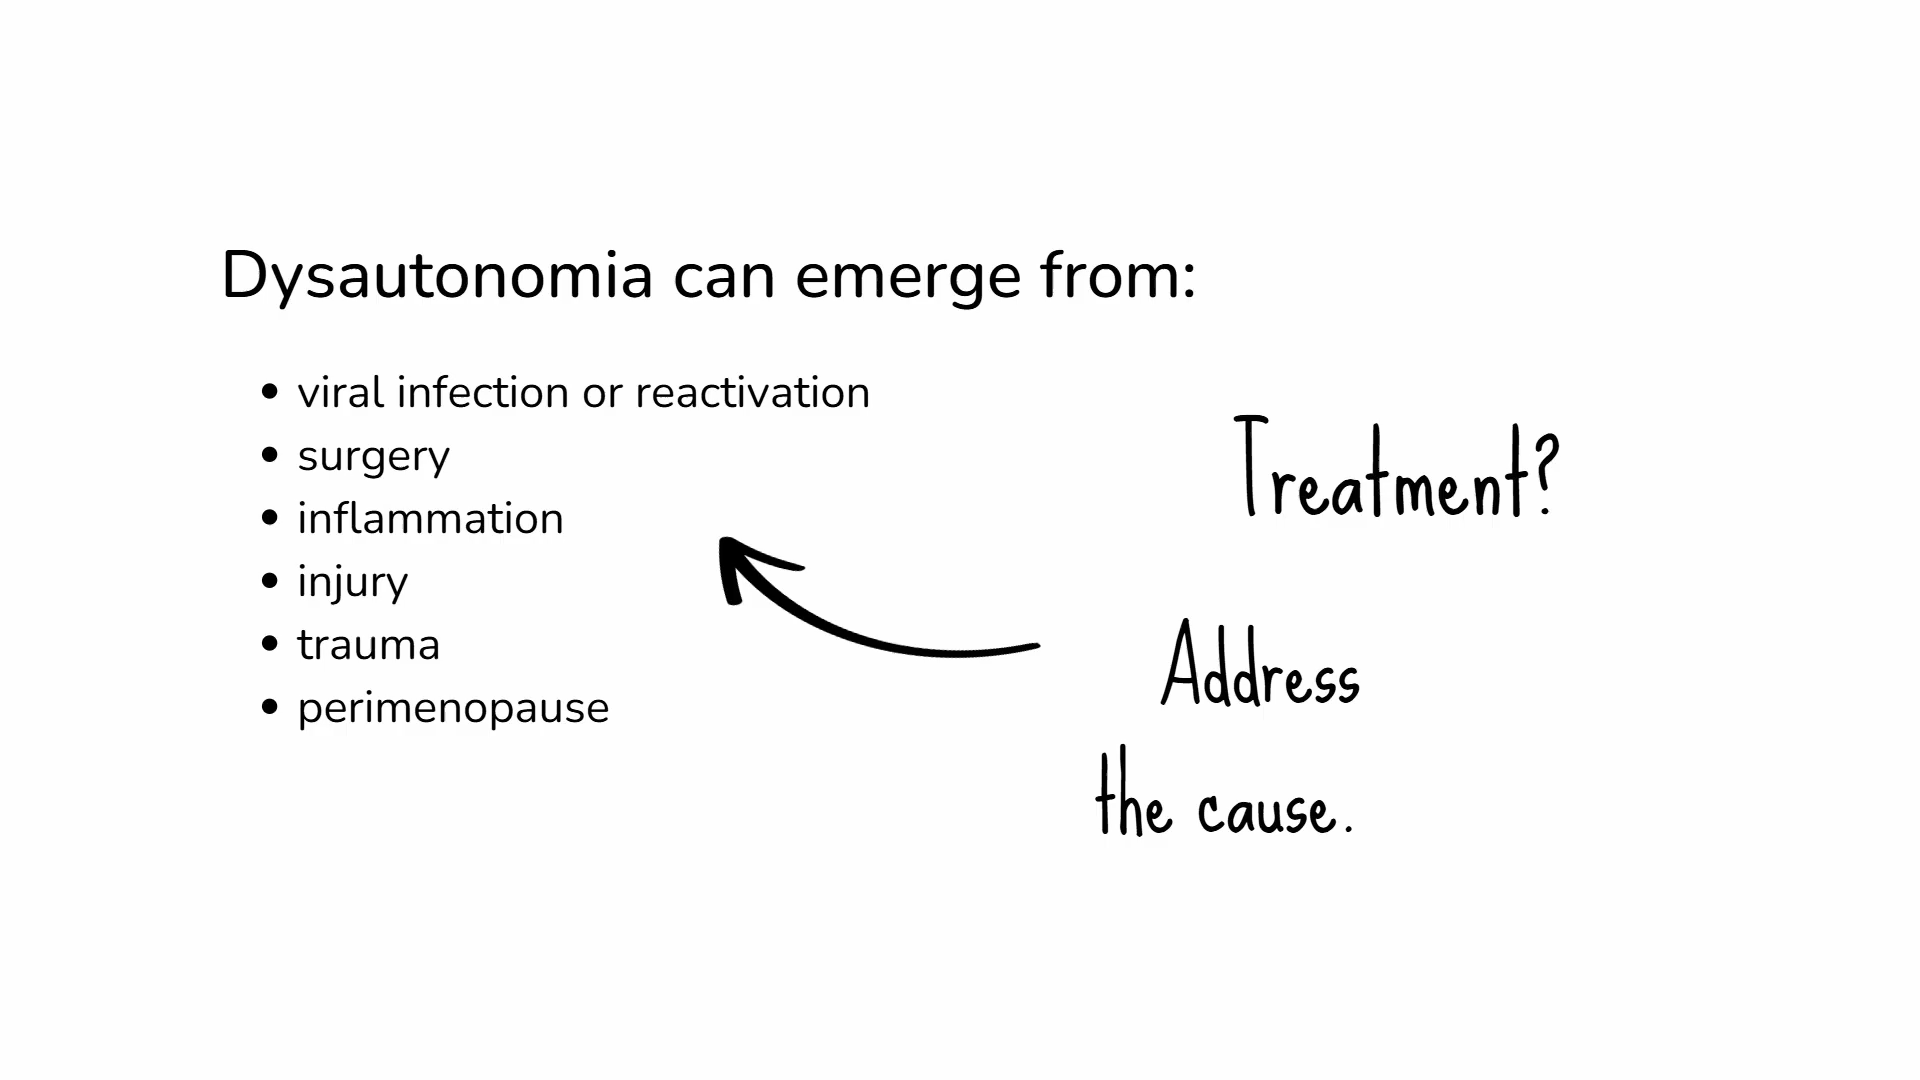 Dysautonomia can emerge from:
• viral infection or reactivation
• surgery
• inflammation
• injury
• trauma
• perimenopause
Treatment?
Address
the cause.